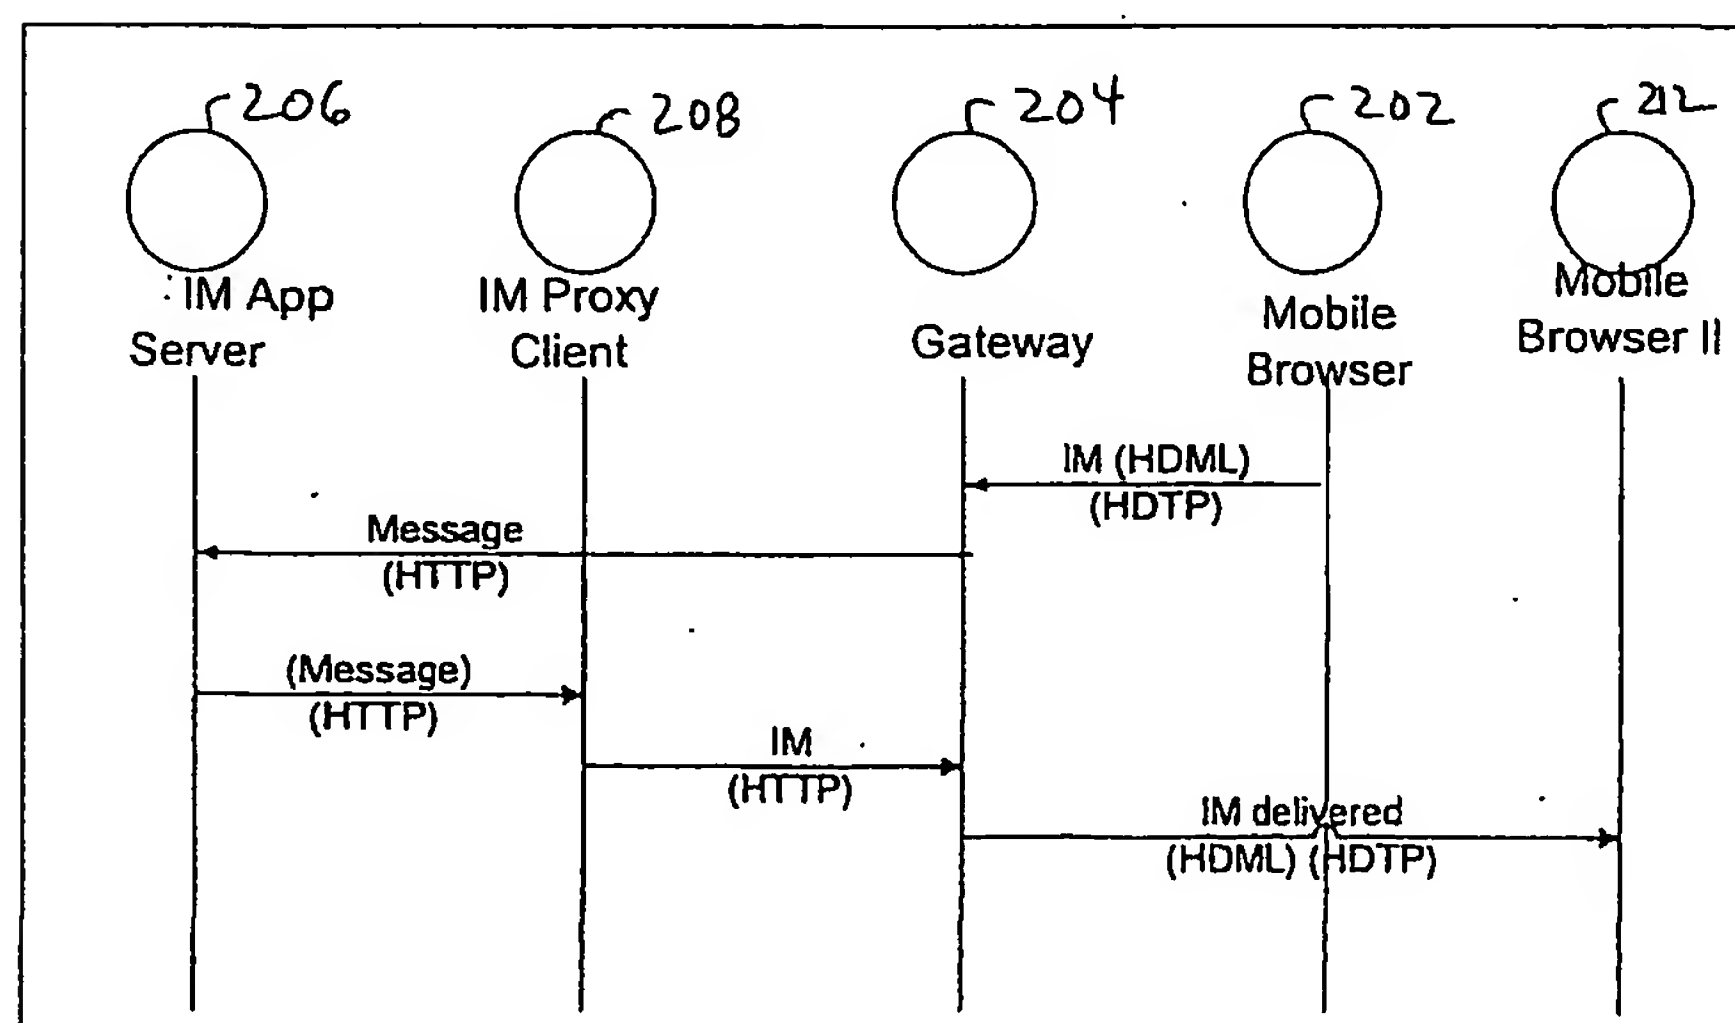 206
208
204
202
212
IM App
Server
IM Proxy
Client
Gateway
Mobile
Browser
Mobile
Browser II
IM (HDML)
(HDTP)
Message
(HTTP)
(Message)
(HTTP)
IM
(HTTP)
IM delivered
(HDML) (HDTP)